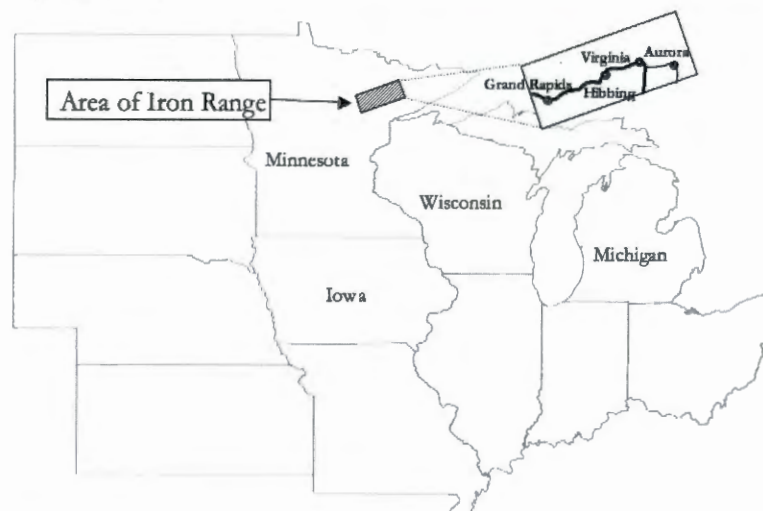 Virginia Aurora
Grand Rapids Hibbing
Area of Iron Range
Minnesota
Wisconsin
Michigan
Iowa